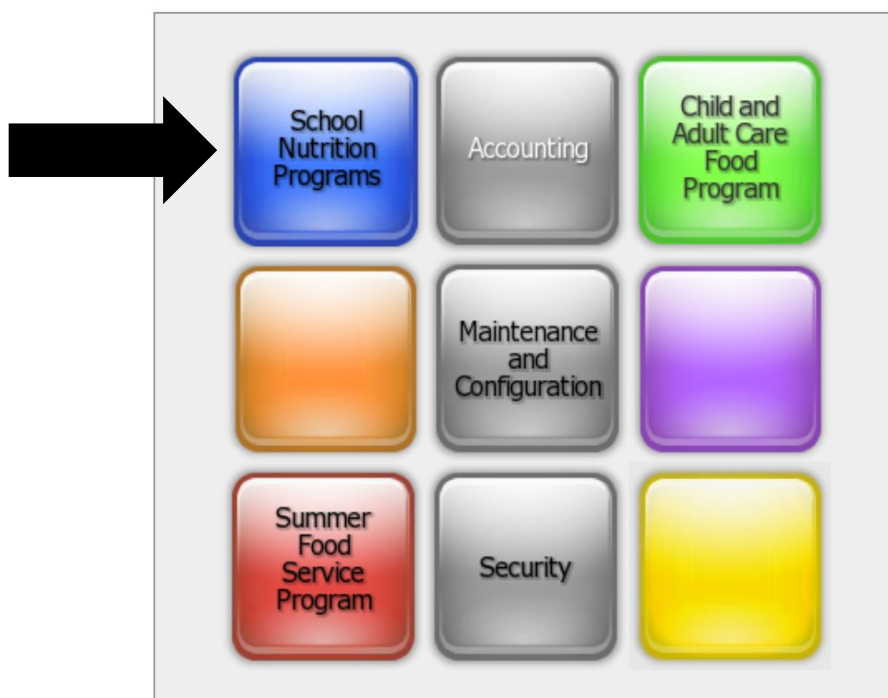 School
Nutrition
Programs
Accounting
Child and
Adult Care
Food
Program
Maintenance
and
Configuration
Summer
Food
Service
Program
Security